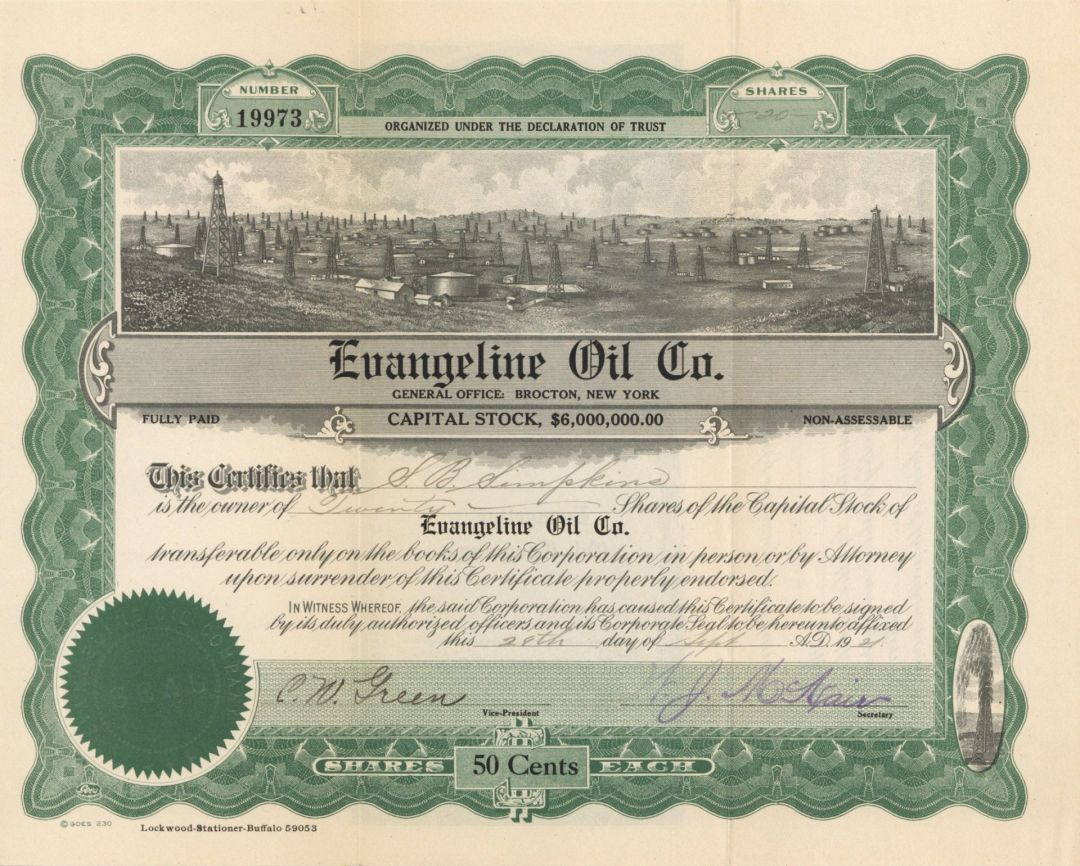 NUMBER
19973
ORGANIZED UNDER THE DECLARATION OF TRUST
SHARES
20
Evangeline Oil Co.
GENERAL OFFICE: BROCTON, NEW YORK
FULLY PAID
CAPITAL STOCK, $6,000,000.00
NON-ASSESSABLE
This Certifies that S. B. Simpkins
is the owner of Twenty Shares of the Capital Stock of
Evangeline Oil Co.
transferable only on the books of this Corporation in person or by Attorney
upon surrender of this Certificate properly endorsed.
IN WITNESS WHEREOF, the said Corporation has caused this Certificate to be signed
by its duly authorized officers and its Corporate Seal to be hereunto affixed
this 28th day of Sept A.D. 1921.
C. W. Green
Vice-President
W. J. McNair
Secretary
SHARES 50 Cents EACH
Goes
© GOES 230
Lockwood-Stationer-Buffalo 59053